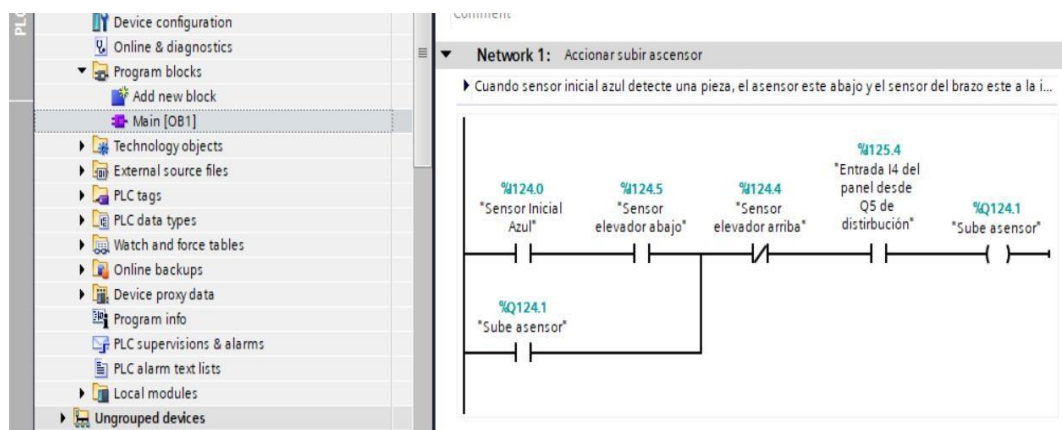 PLC
Device configuration
Online & diagnostics
Program blocks
Add new block
Main [OB1]
Technology objects
External source files
PLC tags
PLC data types
Watch and force tables
Online backups
Device proxy data
Program info
PLC supervisions & alarms
PLC alarm text lists
Local modules
Ungrouped devices
Comment
Network 1: Accionar subir ascensor
Cuando sensor inicial azul detecte una pieza, el asensor este abajo y el sensor del brazo este a la i...
%I124.0
"Sensor Inicial
Azul"
%I124.5
"Sensor
elevador abajo"
%I124.4
"Sensor
elevador arriba"
%I125.4
"Entrada I4 del
panel desde
Q5 de
distirbución"
%Q124.1
"Sube asensor"
%Q124.1
"Sube asensor"